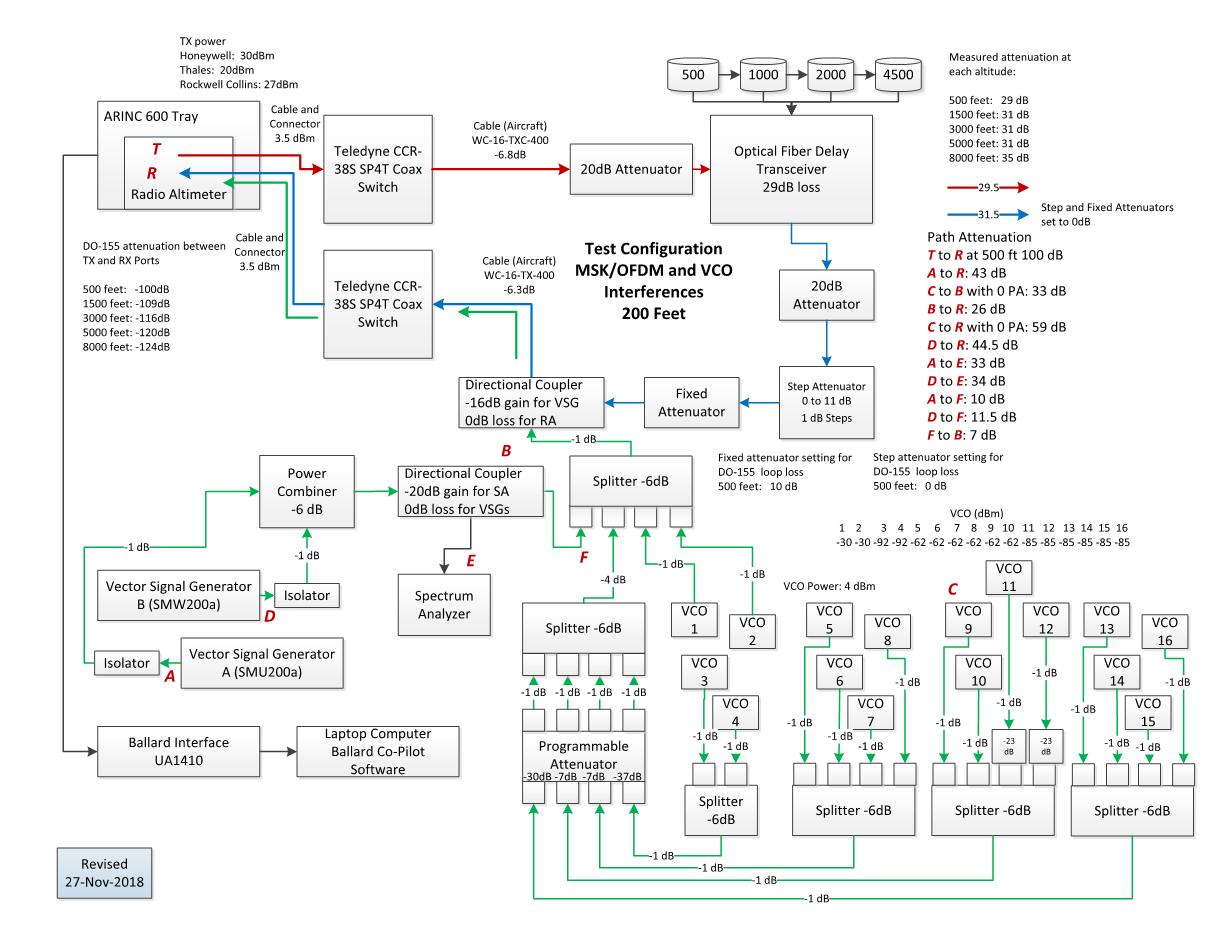 TX power
Honeywell: 30dBm
Thales: 20dBm
Rockwell Collins: 27dBm
ARINC 600 Tray
T
R
Radio Altimeter
Cable and
Connector
3.5 dBm
Teledyne CCR-
38S SP4T Coax
Switch
Cable (Aircraft)
WC-16-TXC-400
-6.8dB
20dB Attenuator
500
1000
2000
4500
Optical Fiber Delay
Transceiver
29dB loss
Measured attenuation at
each altitude:
500 feet: 29 dB
1500 feet: 31 dB
3000 feet: 31 dB
5000 feet: 31 dB
8000 feet: 35 dB
29.5
31.5
Step and Fixed Attenuators
set to 0dB
Path Attenuation
T to R at 500 ft 100 dB
A to R: 43 dB
C to B with 0 PA: 33 dB
B to R: 26 dB
C to R with 0 PA: 59 dB
D to R: 44.5 dB
A to E: 33 dB
D to E: 34 dB
A to F: 10 dB
D to F: 11.5 dB
F to B: 7 dB
DO-155 attenuation between
TX and RX Ports
500 feet: -100dB
1500 feet: -109dB
3000 feet: -116dB
5000 feet: -120dB
8000 feet: -124dB
Cable and
Connector
3.5 dBm
Teledyne CCR-
38S SP4T Coax
Switch
Cable (Aircraft)
WC-16-TX-400
-6.3dB
Test Configuration
MSK/OFDM and VCO
Interferences
200 Feet
20dB
Attenuator
Step Attenuator
0 to 11 dB
1 dB Steps
Fixed
Attenuator
Directional Coupler
-16dB gain for VSG
0dB loss for RA
-1 dB
B
Splitter -6dB
Fixed attenuator setting for
DO-155 loop loss
500 feet: 10 dB
Step attenuator setting for
DO-155 loop loss
500 feet: 0 dB
Power
Combiner
-6 dB
Directional Coupler
-20dB gain for SA
0dB loss for VSGs
E
F
Spectrum
Analyzer
-1 dB
-1 dB
Vector Signal Generator
B (SMW200a)
D
Isolator
Isolator
A
Vector Signal Generator
A (SMU200a)
Ballard Interface
UA1410
Laptop Computer
Ballard Co-Pilot
Software
Revised
27-Nov-2018
VCO (dBm)
1 2 3 4 5 6 7 8 9 10 11 12 13 14 15 16
-30 -30 -92 -92 -62 -62 -62 -62 -62 -62 -85 -85 -85 -85 -85 -85
VCO Power: 4 dBm
C
-4 dB
-1 dB
-1 dB
Splitter -6dB
-1 dB
-1 dB
-1 dB
-1 dB
Programmable
Attenuator
-30dB
-7dB
-7dB
-37dB
VCO
1
VCO
2
VCO
3
VCO
4
-1 dB
-1 dB
Splitter
-6dB
VCO
5
VCO
6
VCO
7
VCO
8
-1 dB
-1 dB
-1 dB
-1 dB
Splitter -6dB
VCO
9
VCO
10
VCO
11
VCO
12
-1 dB
-1 dB
-1 dB
-1 dB
-23
dB
-23
dB
Splitter -6dB
VCO
13
VCO
14
VCO
15
VCO
16
-1 dB
-1 dB
-1 dB
-1 dB
Splitter -6dB
-1 dB
-1 dB
-1 dB
-1 dB